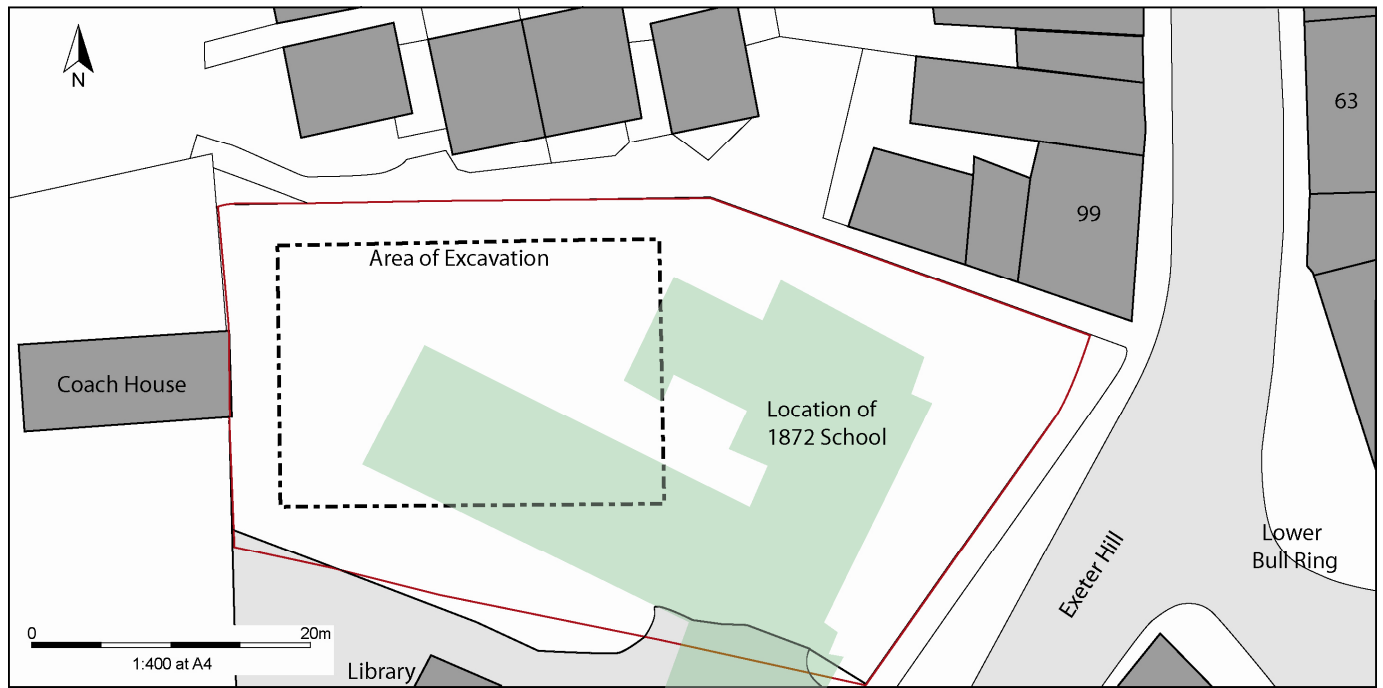 N
63
99
Area of Excavation
Coach House
Location of
1872 School
Exeter Hill
Lower
Bull Ring
0 20m
1:400 at A4
Library